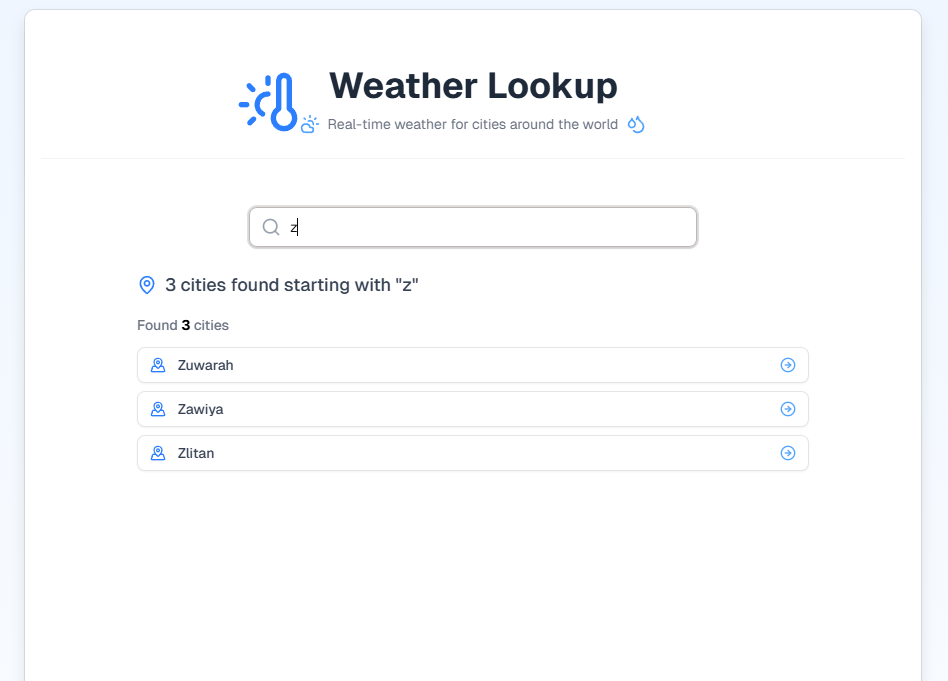 Weather Lookup
Real-time weather for cities around the world
z
3 cities found starting with "z"
Found 3 cities
Zuwarah
Zawiya
Zlitan